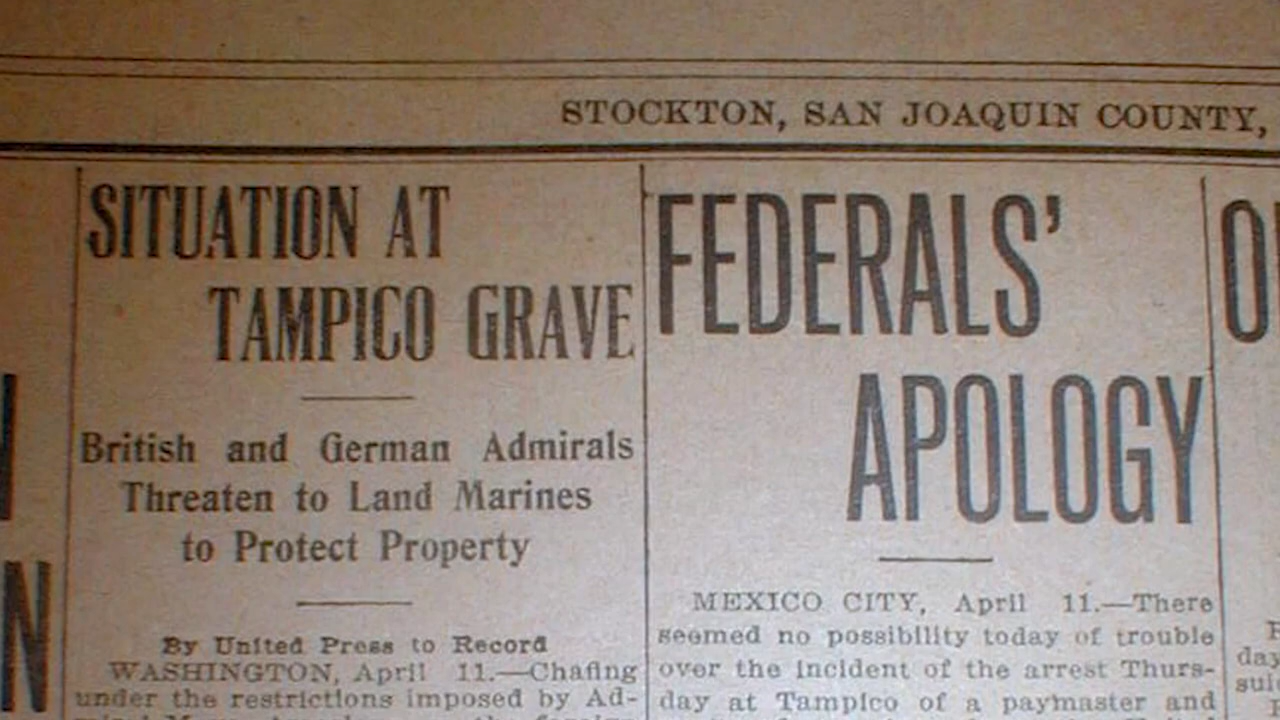 STOCKTON, SAN JOAQUIN COUNTY,
SITUATION AT
TAMPICO GRAVE
British and German Admirals
Threaten to Land Marines
to Protect Property
By United Press to Record
WASHINGTON, April 11.—Chafing
under the restrictions imposed by Ad-
FEDERALS'
APOLOGY
MEXICO CITY, April 11.—There
seemed no possibility today of trouble
over the incident of the arrest Thurs-
day at Tampico of a paymaster and